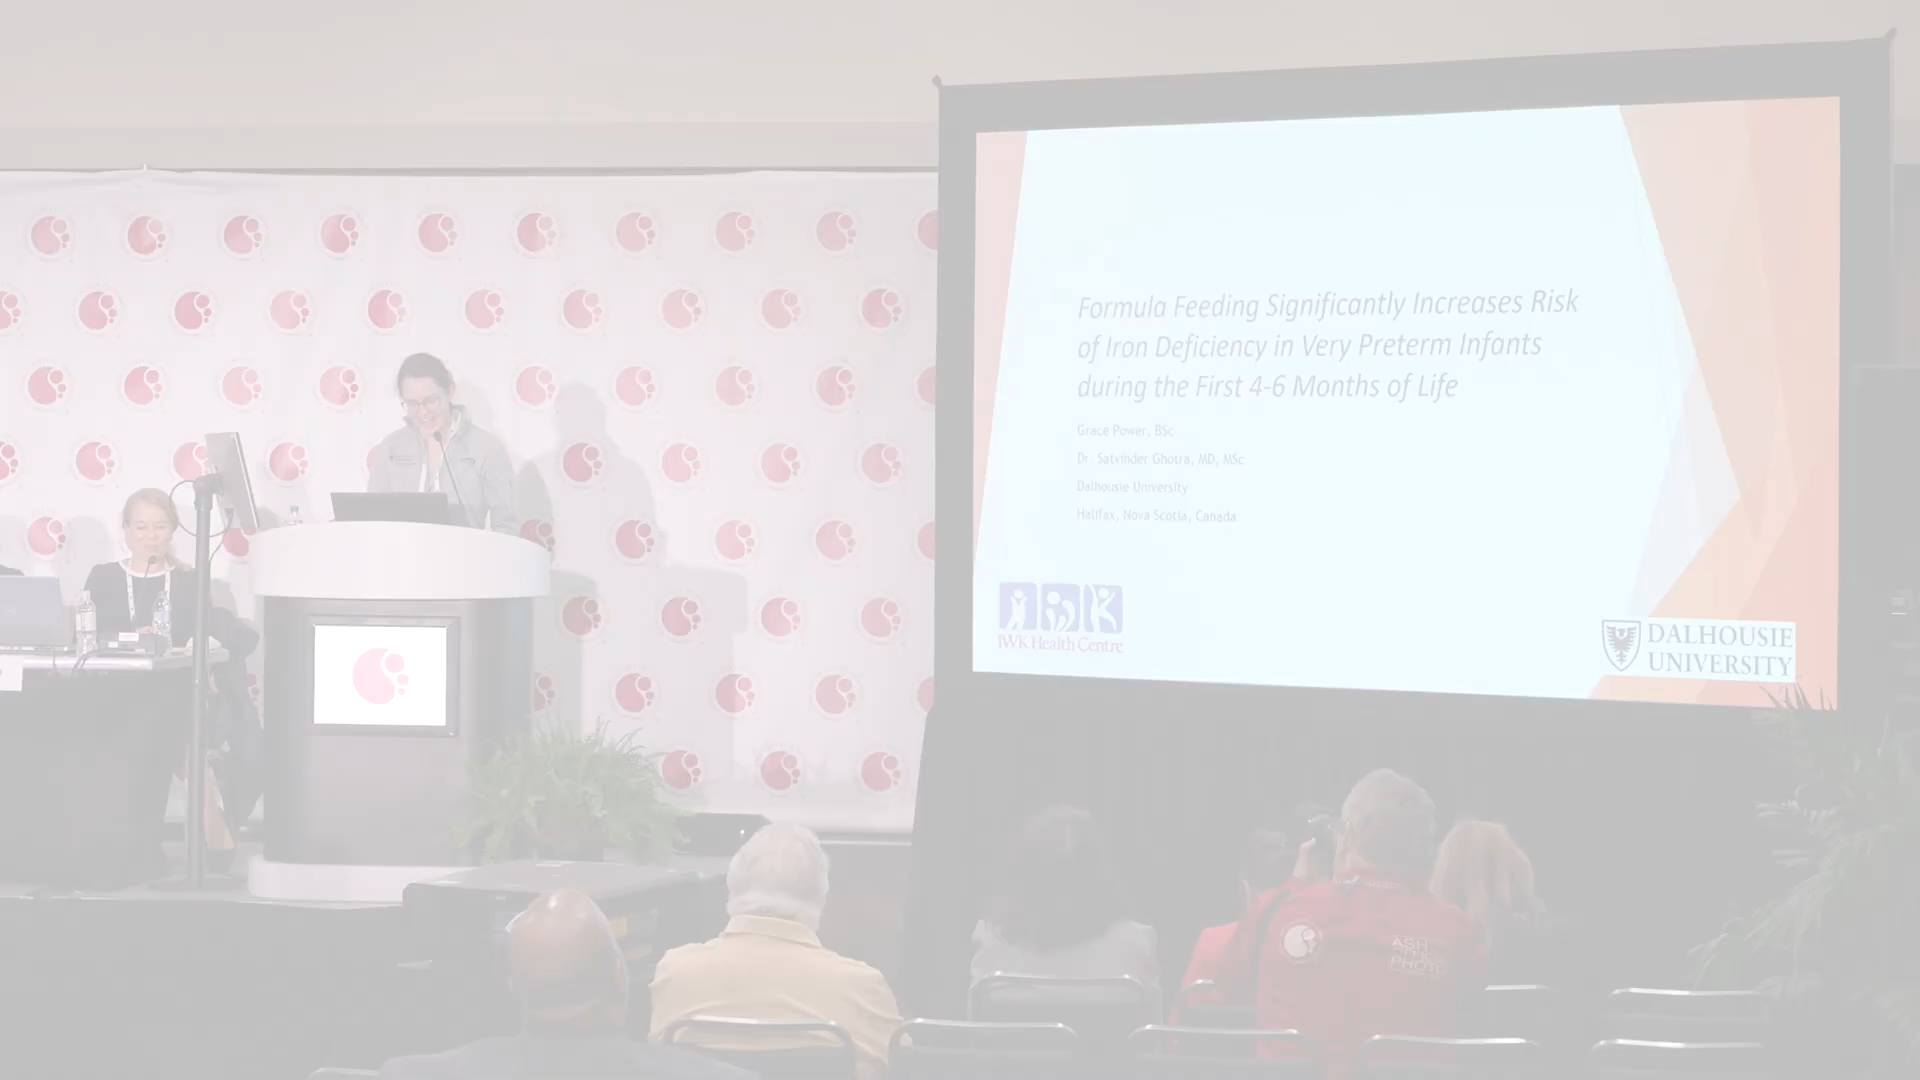 Formula Feeding Significantly Increases Risk
of Iron Deficiency in Very Preterm Infants
during the First 4-6 Months of Life
Grace Power, BSc
Dr. Satvinder Ghotra, MD, MSc
Dalhousie University
Halifax, Nova Scotia, Canada
IWK Health Centre
DALHOUSIE
UNIVERSITY
ASH
PHOTO